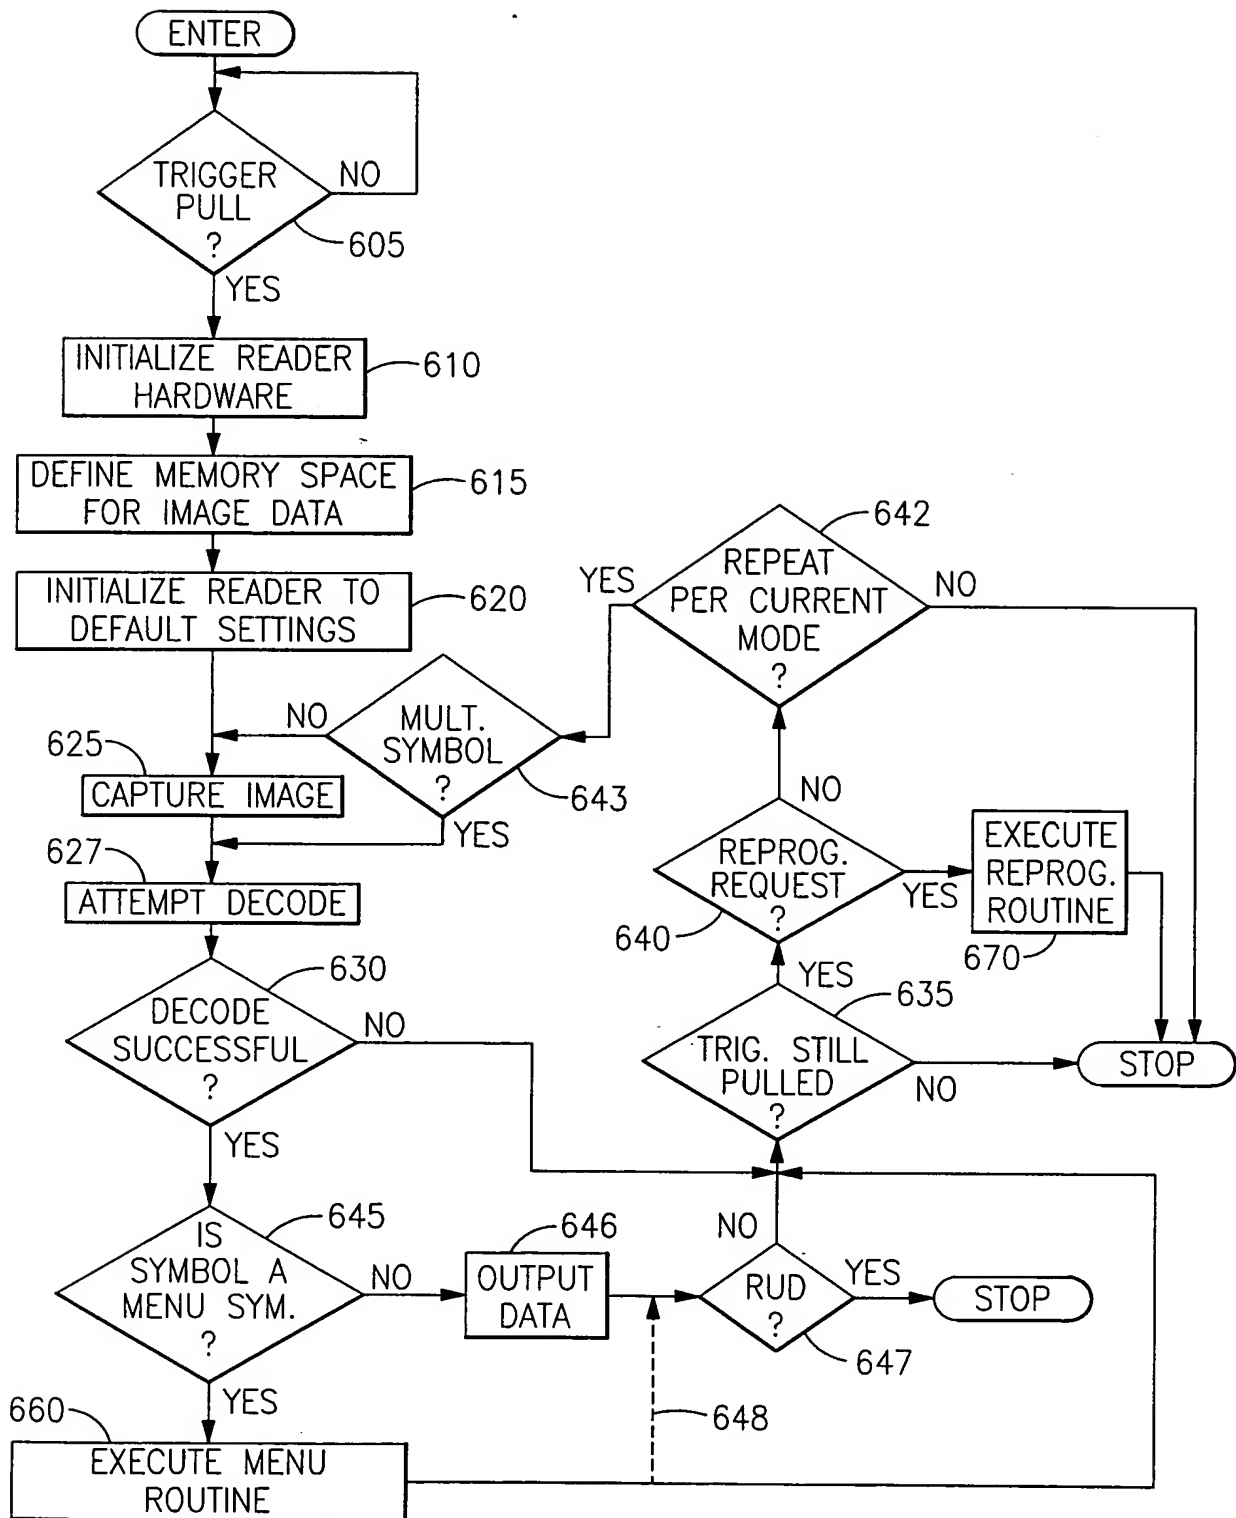 ENTER
TRIGGER
PULL
?
NO
605
YES
INITIALIZE READER
HARDWARE
610
DEFINE MEMORY SPACE
FOR IMAGE DATA
615
INITIALIZE READER TO
DEFAULT SETTINGS
620
642
REPEAT
PER CURRENT
MODE
?
YES
NO
MULT.
SYMBOL
?
NO
643
YES
625
CAPTURE IMAGE
627
ATTEMPT DECODE
NO
REPROG.
REQUEST
?
640
YES
EXECUTE
REPROG.
ROUTINE
670
YES
630
DECODE
SUCCESSFUL
?
NO
YES
635
TRIG. STILL
PULLED
?
NO
STOP
645
IS
SYMBOL A
MENU SYM.
?
NO
646
OUTPUT
DATA
NO
RUD
?
YES
647
STOP
YES
648
660
EXECUTE MENU
ROUTINE